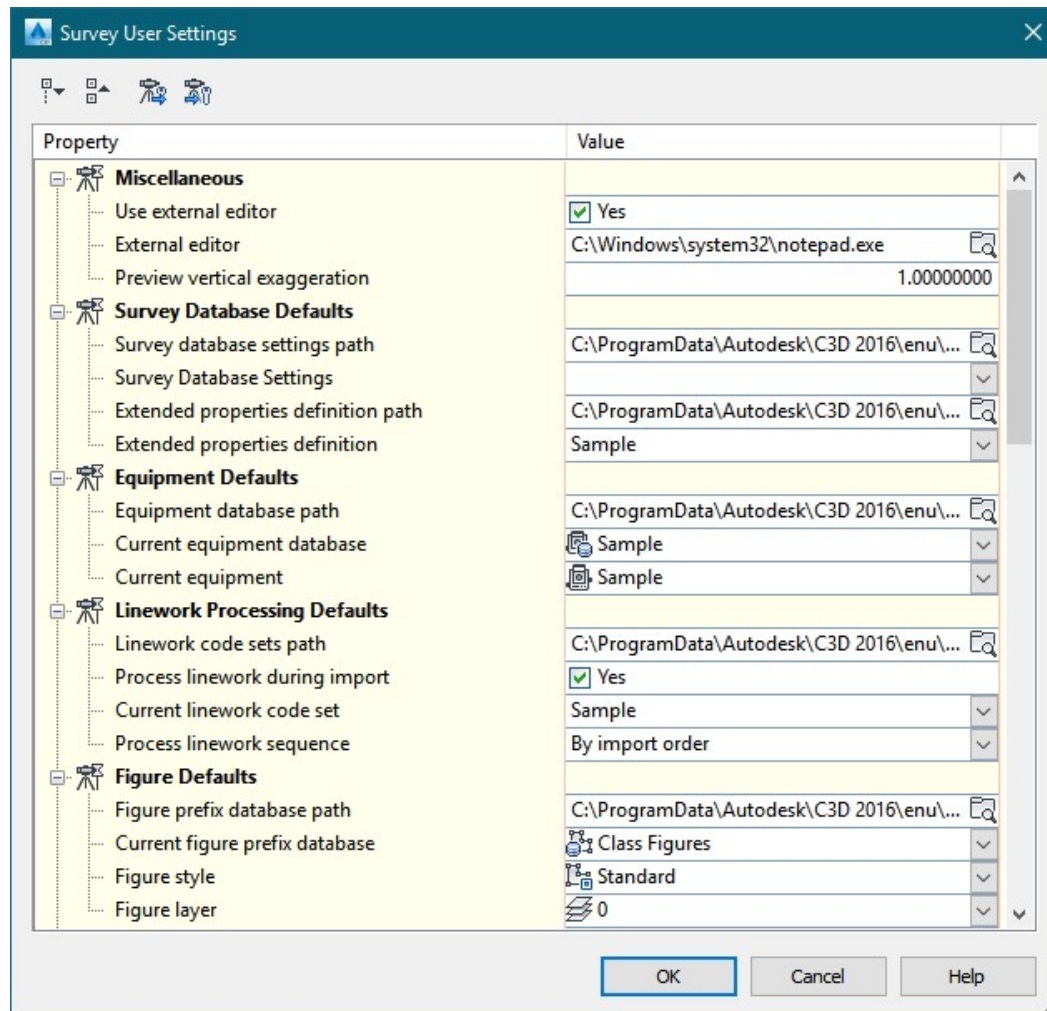 Survey User Settings
Property Value
Miscellaneous
Use external editor Yes
External editor C:\Windows\system32\notepad.exe
Preview vertical exaggeration 1.00000000
Survey Database Defaults
Survey database settings path C:\ProgramData\Autodesk\C3D 2016\enu\...
Survey Database Settings
Extended properties definition path C:\ProgramData\Autodesk\C3D 2016\enu\...
Extended properties definition Sample
Equipment Defaults
Equipment database path C:\ProgramData\Autodesk\C3D 2016\enu\...
Current equipment database Sample
Current equipment Sample
Linework Processing Defaults
Linework code sets path C:\ProgramData\Autodesk\C3D 2016\enu\...
Process linework during import Yes
Current linework code set Sample
Process linework sequence By import order
Figure Defaults
Figure prefix database path C:\ProgramData\Autodesk\C3D 2016\enu\...
Current figure prefix database Class Figures
Figure style Standard
Figure layer 0
OK Cancel Help